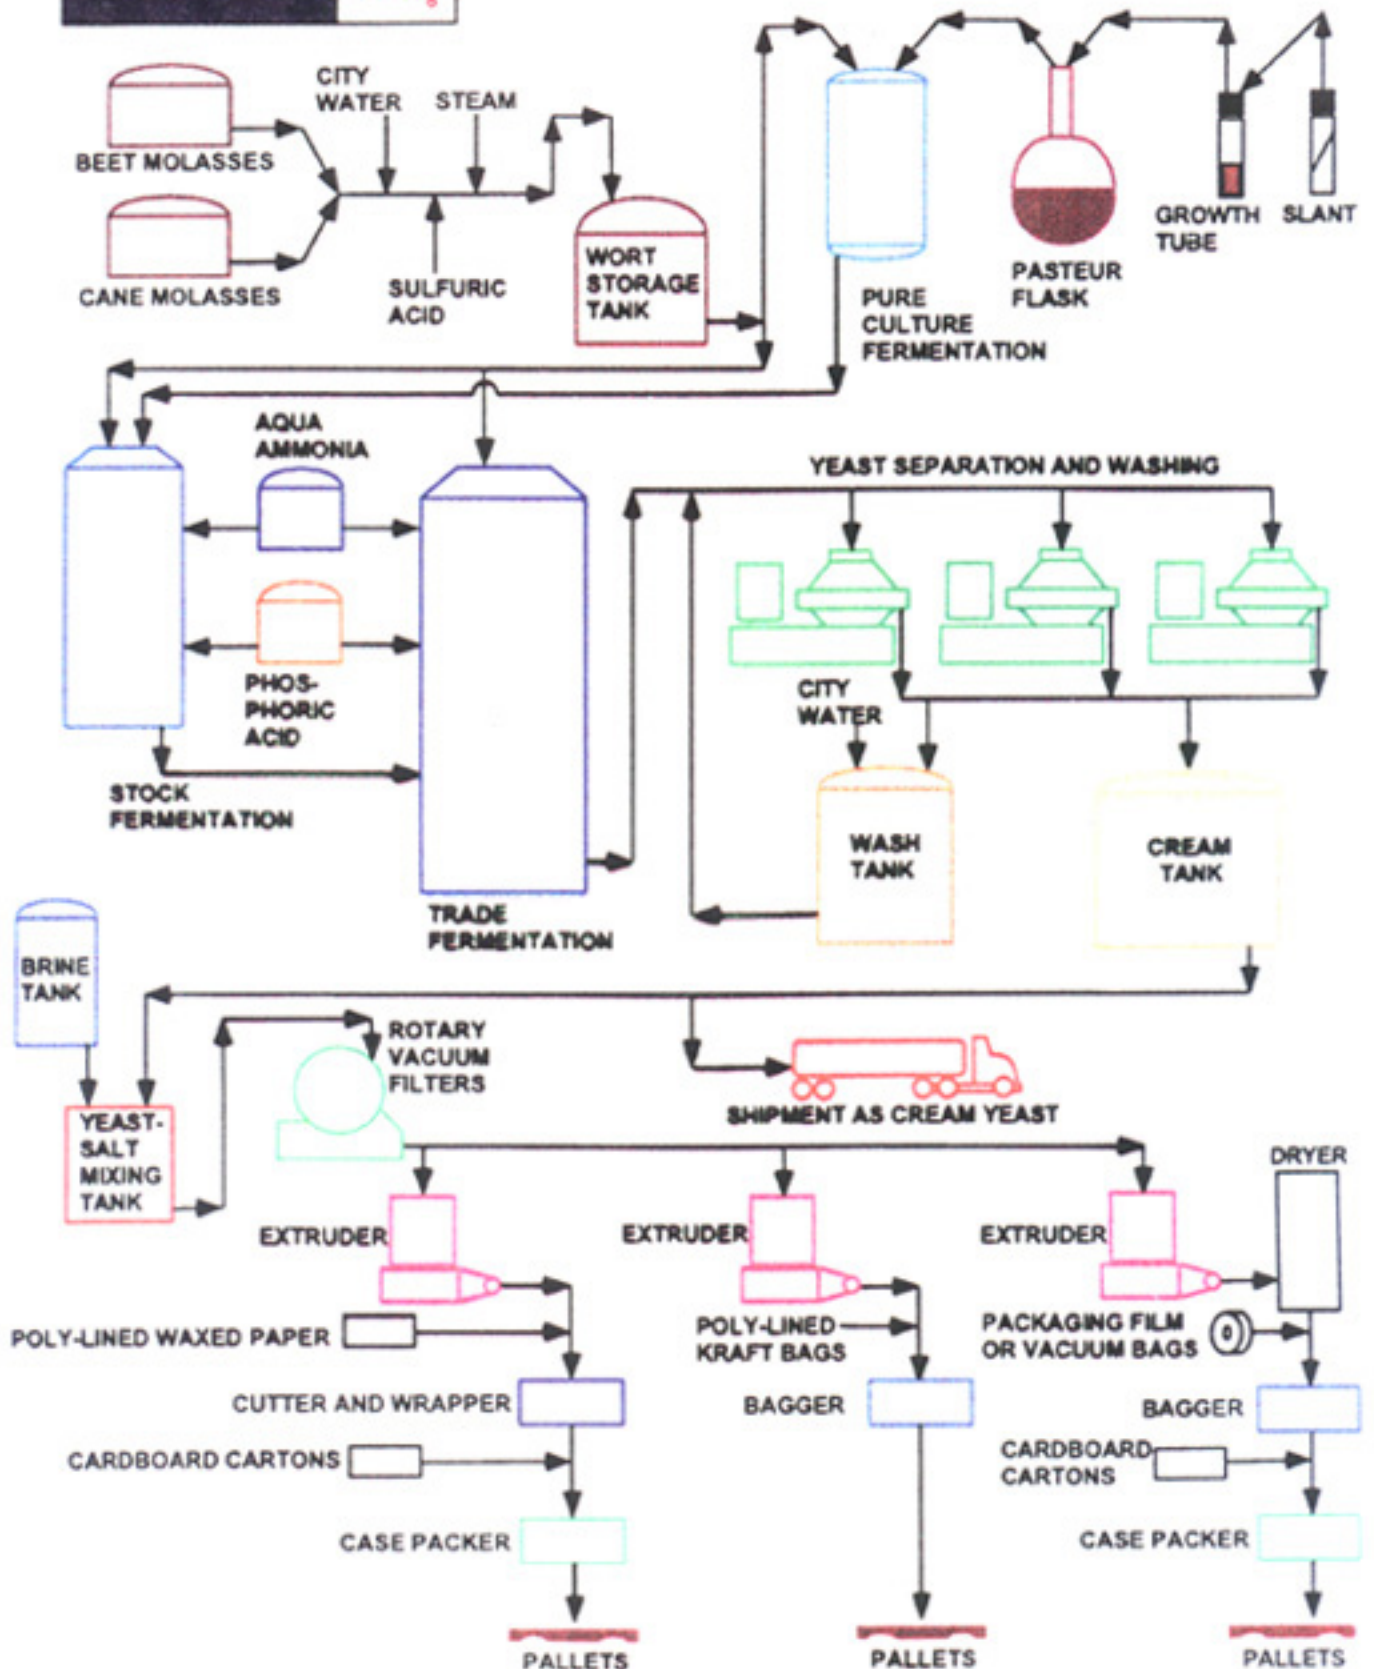 CITY
WATER
STEAM
BEET MOLASSES
CANE MOLASSES
SULFURIC
ACID
WORT
STORAGE
TANK
PURE
CULTURE
FERMENTATION
PASTEUR
FLASK
GROWTH
TUBE
SLANT
AQUA
AMMONIA
YEAST SEPARATION AND WASHING
PHOS-
PHORIC
ACID
CITY
WATER
STOCK
FERMENTATION
WASH
TANK
CREAM
TANK
TRADE
FERMENTATION
BRINE
TANK
ROTARY
VACUUM
FILTERS
SHIPMENT AS CREAM YEAST
YEAST-
SALT
MIXING
TANK
DRYER
EXTRUDER
EXTRUDER
EXTRUDER
POLY-LINED WAXED PAPER
POLY-LINED
KRAFT BAGS
PACKAGING FILM
OR VACUUM BAGS
CUTTER AND WRAPPER
BAGGER
BAGGER
CARDBOARD CARTONS
CARDBOARD
CARTONS
CASE PACKER
CASE PACKER
PALLETS
PALLETS
PALLETS